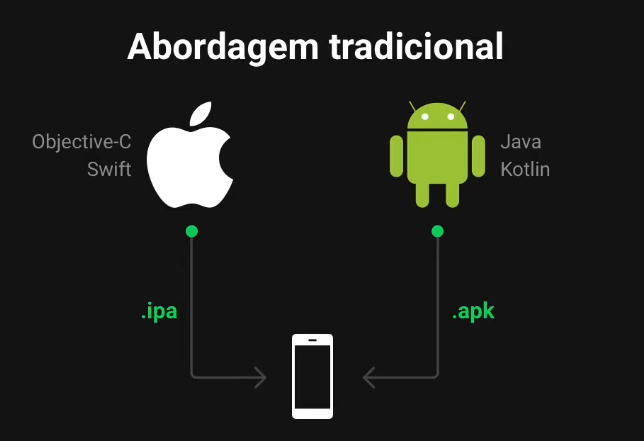 Abordagem tradicional
Objective-C
Swift
Java
Kotlin
.ipa
.apk